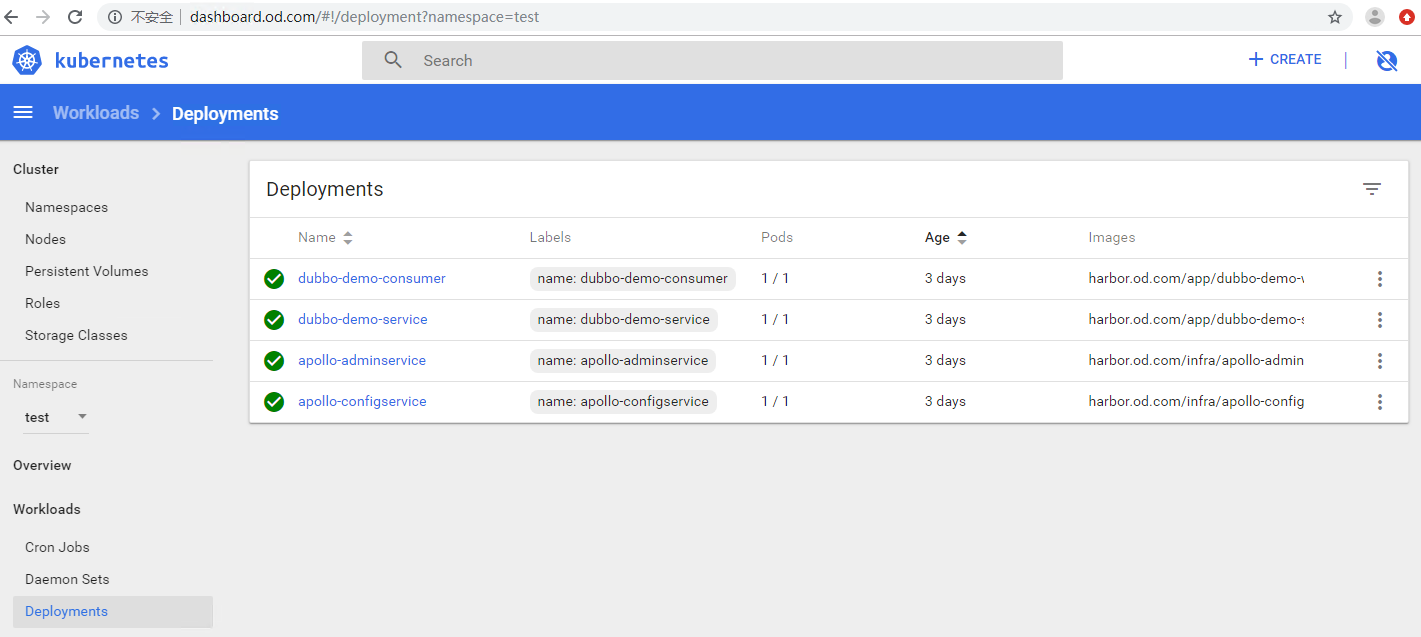 不安全 dashboard.od.com/#!/deployment?namespace=test
kubernetes
Search
CREATE
Workloads
Deployments
Cluster
Namespaces
Nodes
Persistent Volumes
Roles
Storage Classes
Namespace
test
Overview
Workloads
Cron Jobs
Daemon Sets
Deployments
Deployments
Name Labels Pods Age Images
dubbo-demo-consumer name: dubbo-demo-consumer 1 / 1 3 days harbor.od.com/app/dubbo-demo-
dubbo-demo-service name: dubbo-demo-service 1 / 1 3 days harbor.od.com/app/dubbo-demo-
apollo-adminservice name: apollo-adminservice 1 / 1 3 days harbor.od.com/infra/apollo-admin
apollo-configservice name: apollo-configservice 1 / 1 3 days harbor.od.com/infra/apollo-config